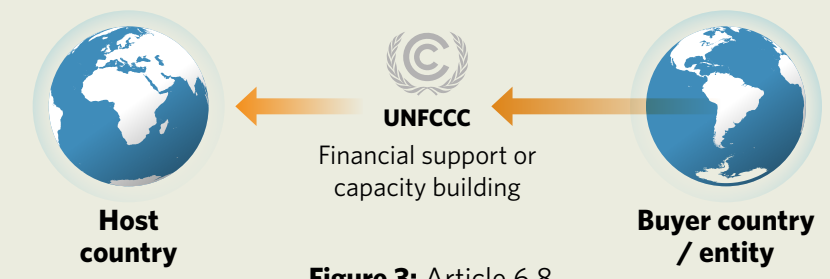 UNFCCC
Financial support or
capacity building
Host
country
Buyer country
/ entity
Figure 3: Article 6.8